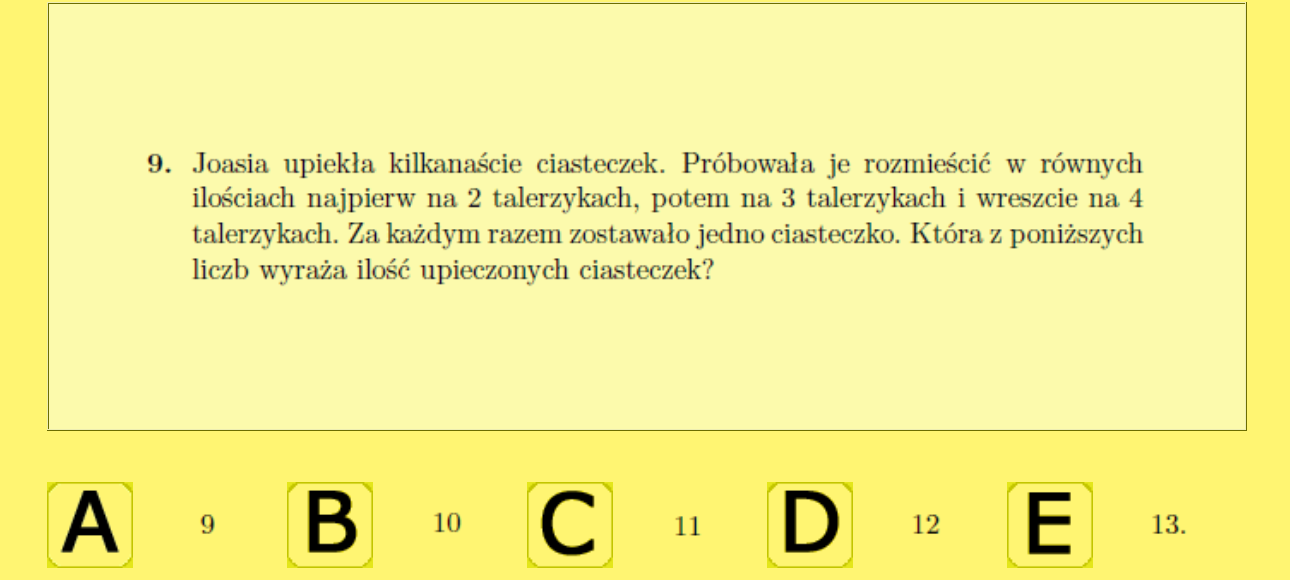 9. Joasia upiekła kilkanaście ciasteczek. Próbowała je rozmieścić w równych
ilościach najpierw na 2 talerzykach, potem na 3 talerzykach i wreszcie na 4
talerzykach. Za każdym razem zostawało jedno ciasteczko. Która z poniższych
liczb wyraża ilość upieczonych ciasteczek?
A 9 B 10 C 11 D 12 E 13.